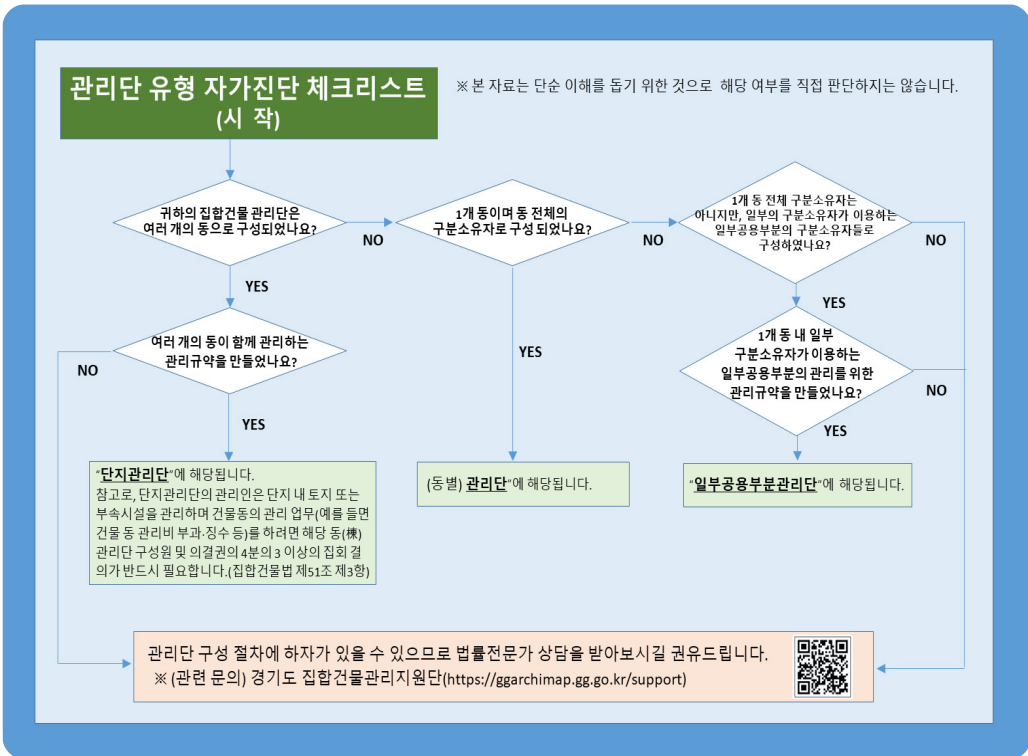 관리단 유형 자가진단 체크리스트
(시 작)
※ 본 자료는 단순 이해를 돕기 위한 것으로 해당 여부를 직접 판단하지는 않습니다.
귀하의 집합건물 관리단은
여러 개의 동으로 구성되었나요?
NO
1개 동이며 동 전체의
구분소유자로 구성 되었나요?
NO
1개 동 전체 구분소유자는
아니지만, 일부의 구분소유자가 이용하는
일부공용부분의 구분소유자들로
구성하였나요?
NO
YES
YES
YES
여러 개의 동이 함께 관리하는
관리규약을 만들었나요?
NO
1개 동 내 일부
구분소유자가 이용하는
일부공용부분의 관리를 위한
관리규약을 만들었나요?
NO
YES
YES
“단지관리단”에 해당됩니다.
참고로, 단지관리단의 관리인은 단지 내 토지 또는
부속시설을 관리하며 건물동의 관리 업무(예를 들면
건물 동 관리비 부과·징수 등)를 하려면 해당 동(棟)
관리단 구성원 및 의결권의 4분의 3 이상의 집회 결
의가 반드시 필요합니다.(집합건물법 제51조 제3항)
(동별) 관리단”에 해당됩니다.
“일부공용부분관리단”에 해당됩니다.
관리단 구성 절차에 하자가 있을 수 있으므로 법률전문가 상담을 받아보시길 권유드립니다.
※ (관련 문의) 경기도 집합건물관리지원단(https://ggarchimap.gg.go.kr/support)